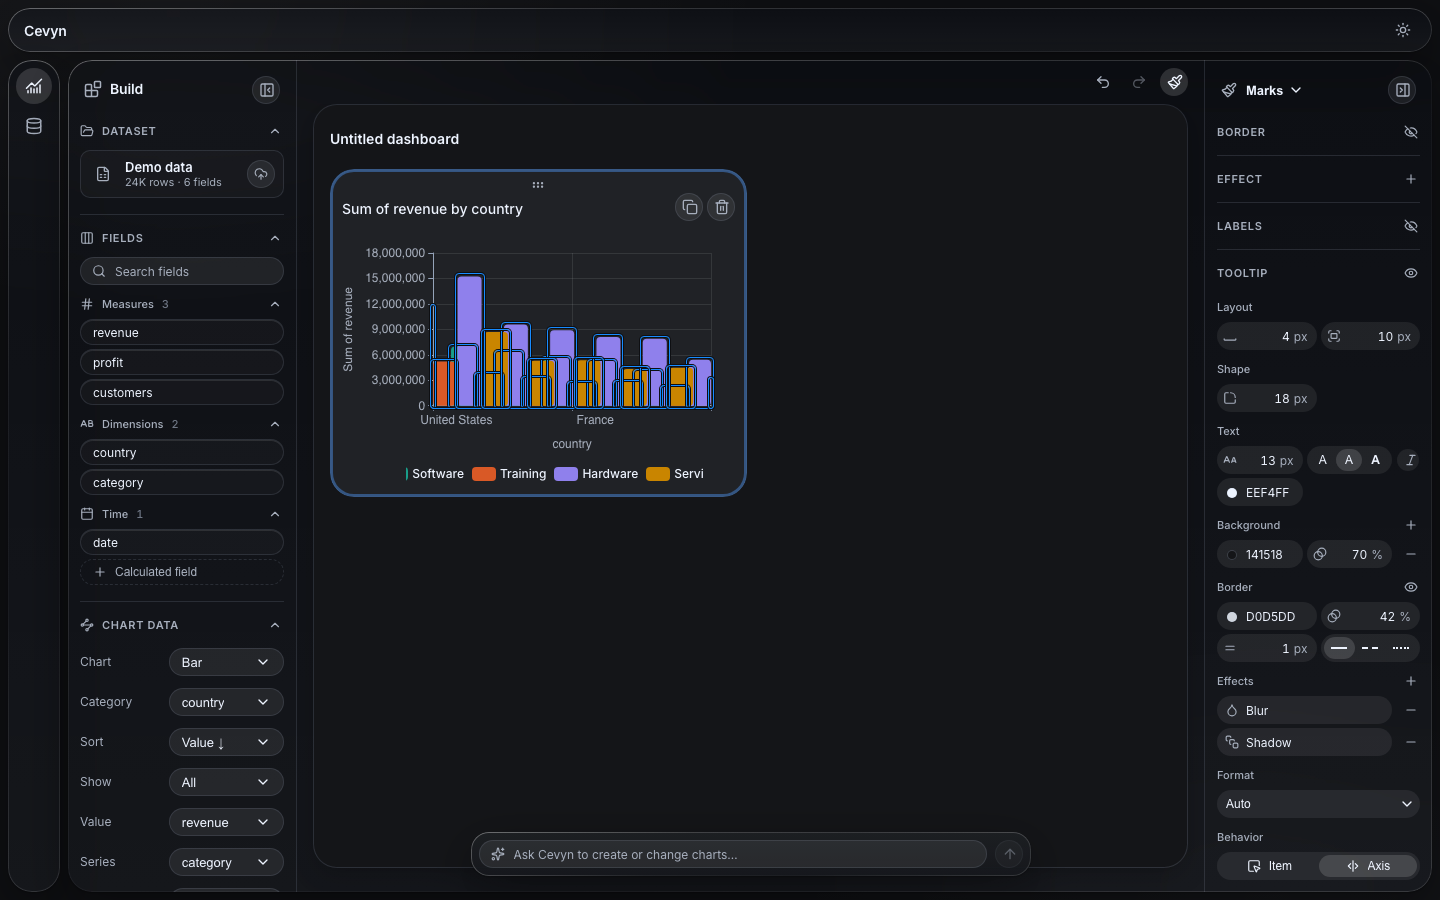 Cevyn
Build
DATASET
Demo data
24K rows · 6 fields
FIELDS
Search fields
Measures 3
revenue
profit
customers
AB Dimensions 2
country
category
Time 1
date
Calculated field
CHART DATA
Chart Bar
Category country
Sort Value ↓
Show All
Value revenue
Series category
Untitled dashboard
Sum of revenue by country
18,000,000
15,000,000
12,000,000
9,000,000
6,000,000
3,000,000
0
Sum of revenue
United States France
country
Software Training Hardware Servi
Ask Cevyn to create or change charts...
Marks
BORDER
EFFECT
LABELS
TOOLTIP
Layout
4 px 10 px
Shape
18 px
Text
AA 13 px A A A I
EEF4FF
Background
141518 70 %
Border
D0D5DD 42 %
1 px
Effects
Blur
Shadow
Format
Auto
Behavior
Item Axis